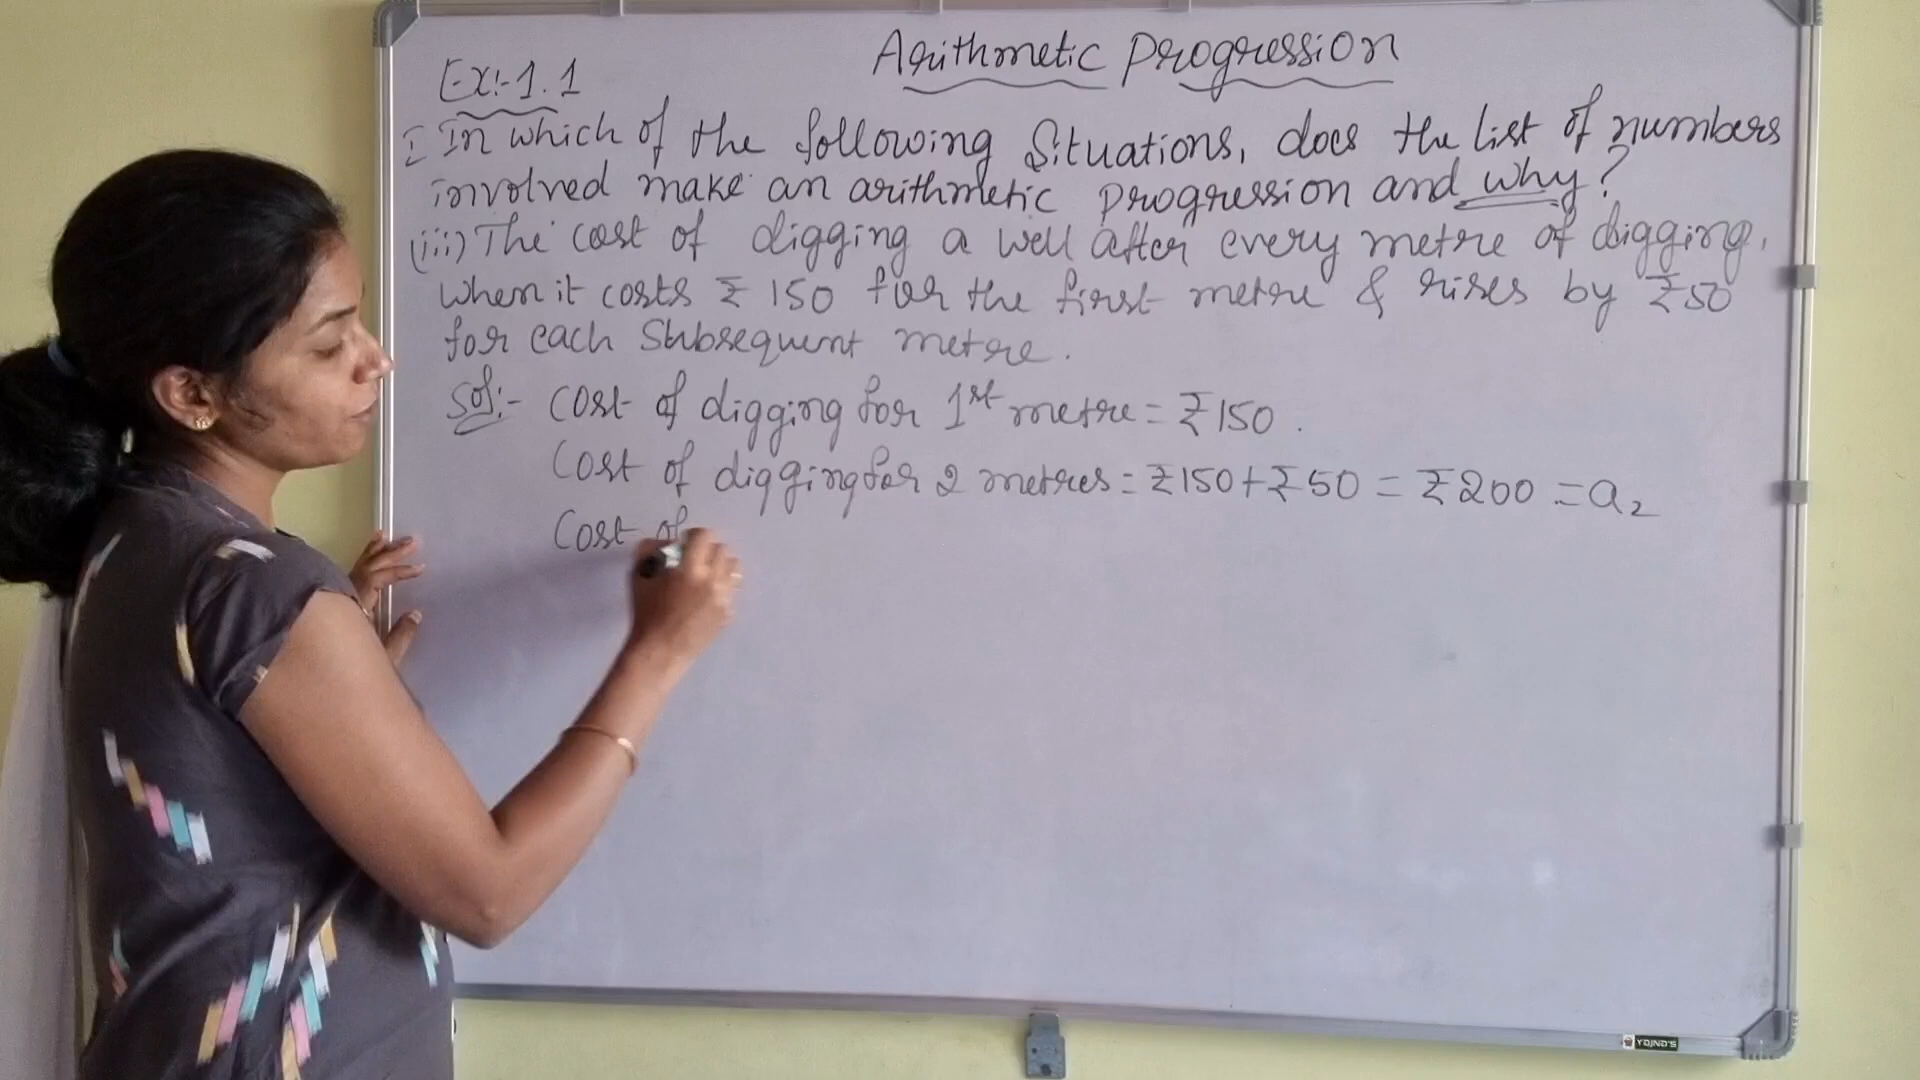 Arithmetic Progression
Ex:-1.1
I In which of the following Situations, does the list of numbers
involved make an arithmetic progression and why?
(iii) The cost of digging a well after every metre of digging,
when it costs ₹ 150 for the first metre & rises by ₹50
for each Subsequent metre.
Sol:- Cost of digging for 1st metre = ₹150.
Cost of digging for 2 metres = ₹150+₹50 = ₹200 = a2
Cost of
YAJNA'S